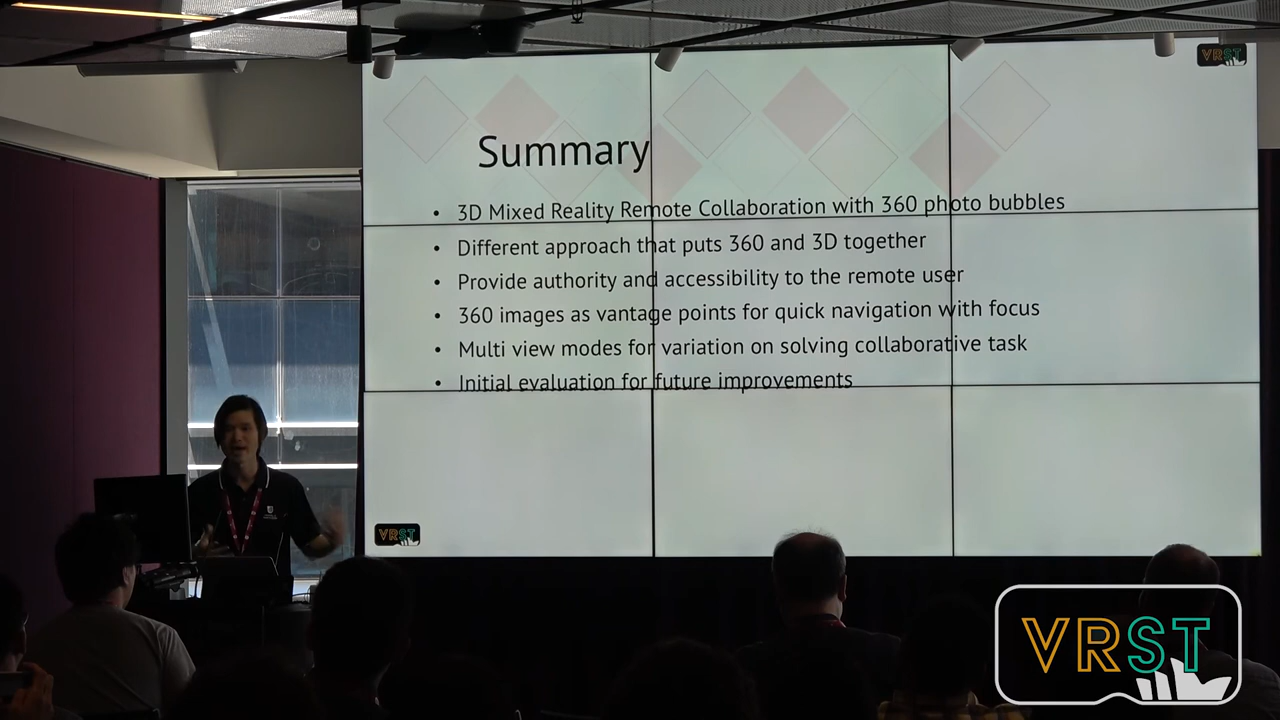 VRST
Summary
• 3D Mixed Reality Remote Collaboration with 360 photo bubbles
• Different approach that puts 360 and 3D together
• Provide authority and accessibility to the remote user
• 360 images as vantage points for quick navigation with focus
• Multi view modes for variation on solving collaborative task
• Initial evaluation for future improvements
VRST
VRST